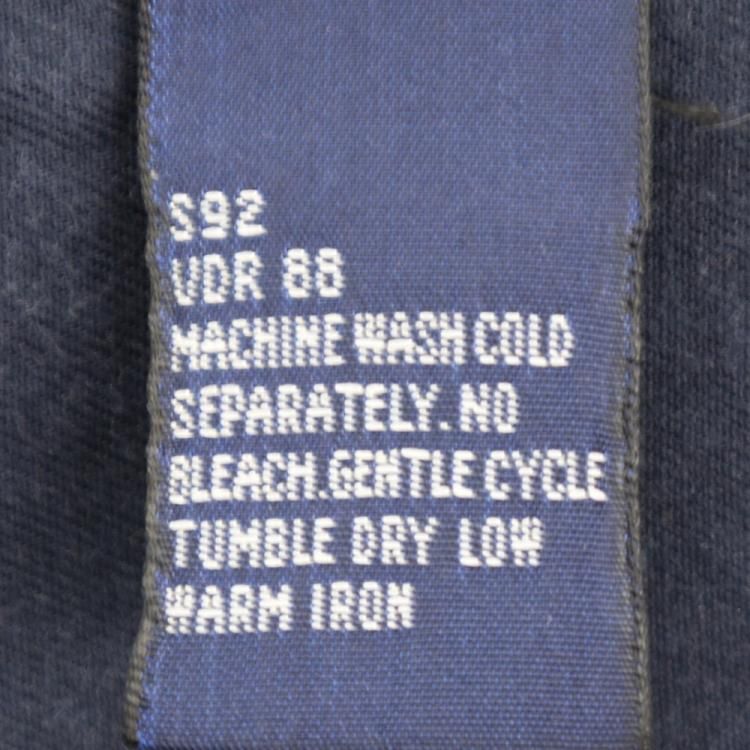 S92
VDR 88
MACHINE WASH COLD
SEPARATELY. NO
BLEACH.GENTLE CYCLE
TUMBLE DRY LOW
WARM IRON